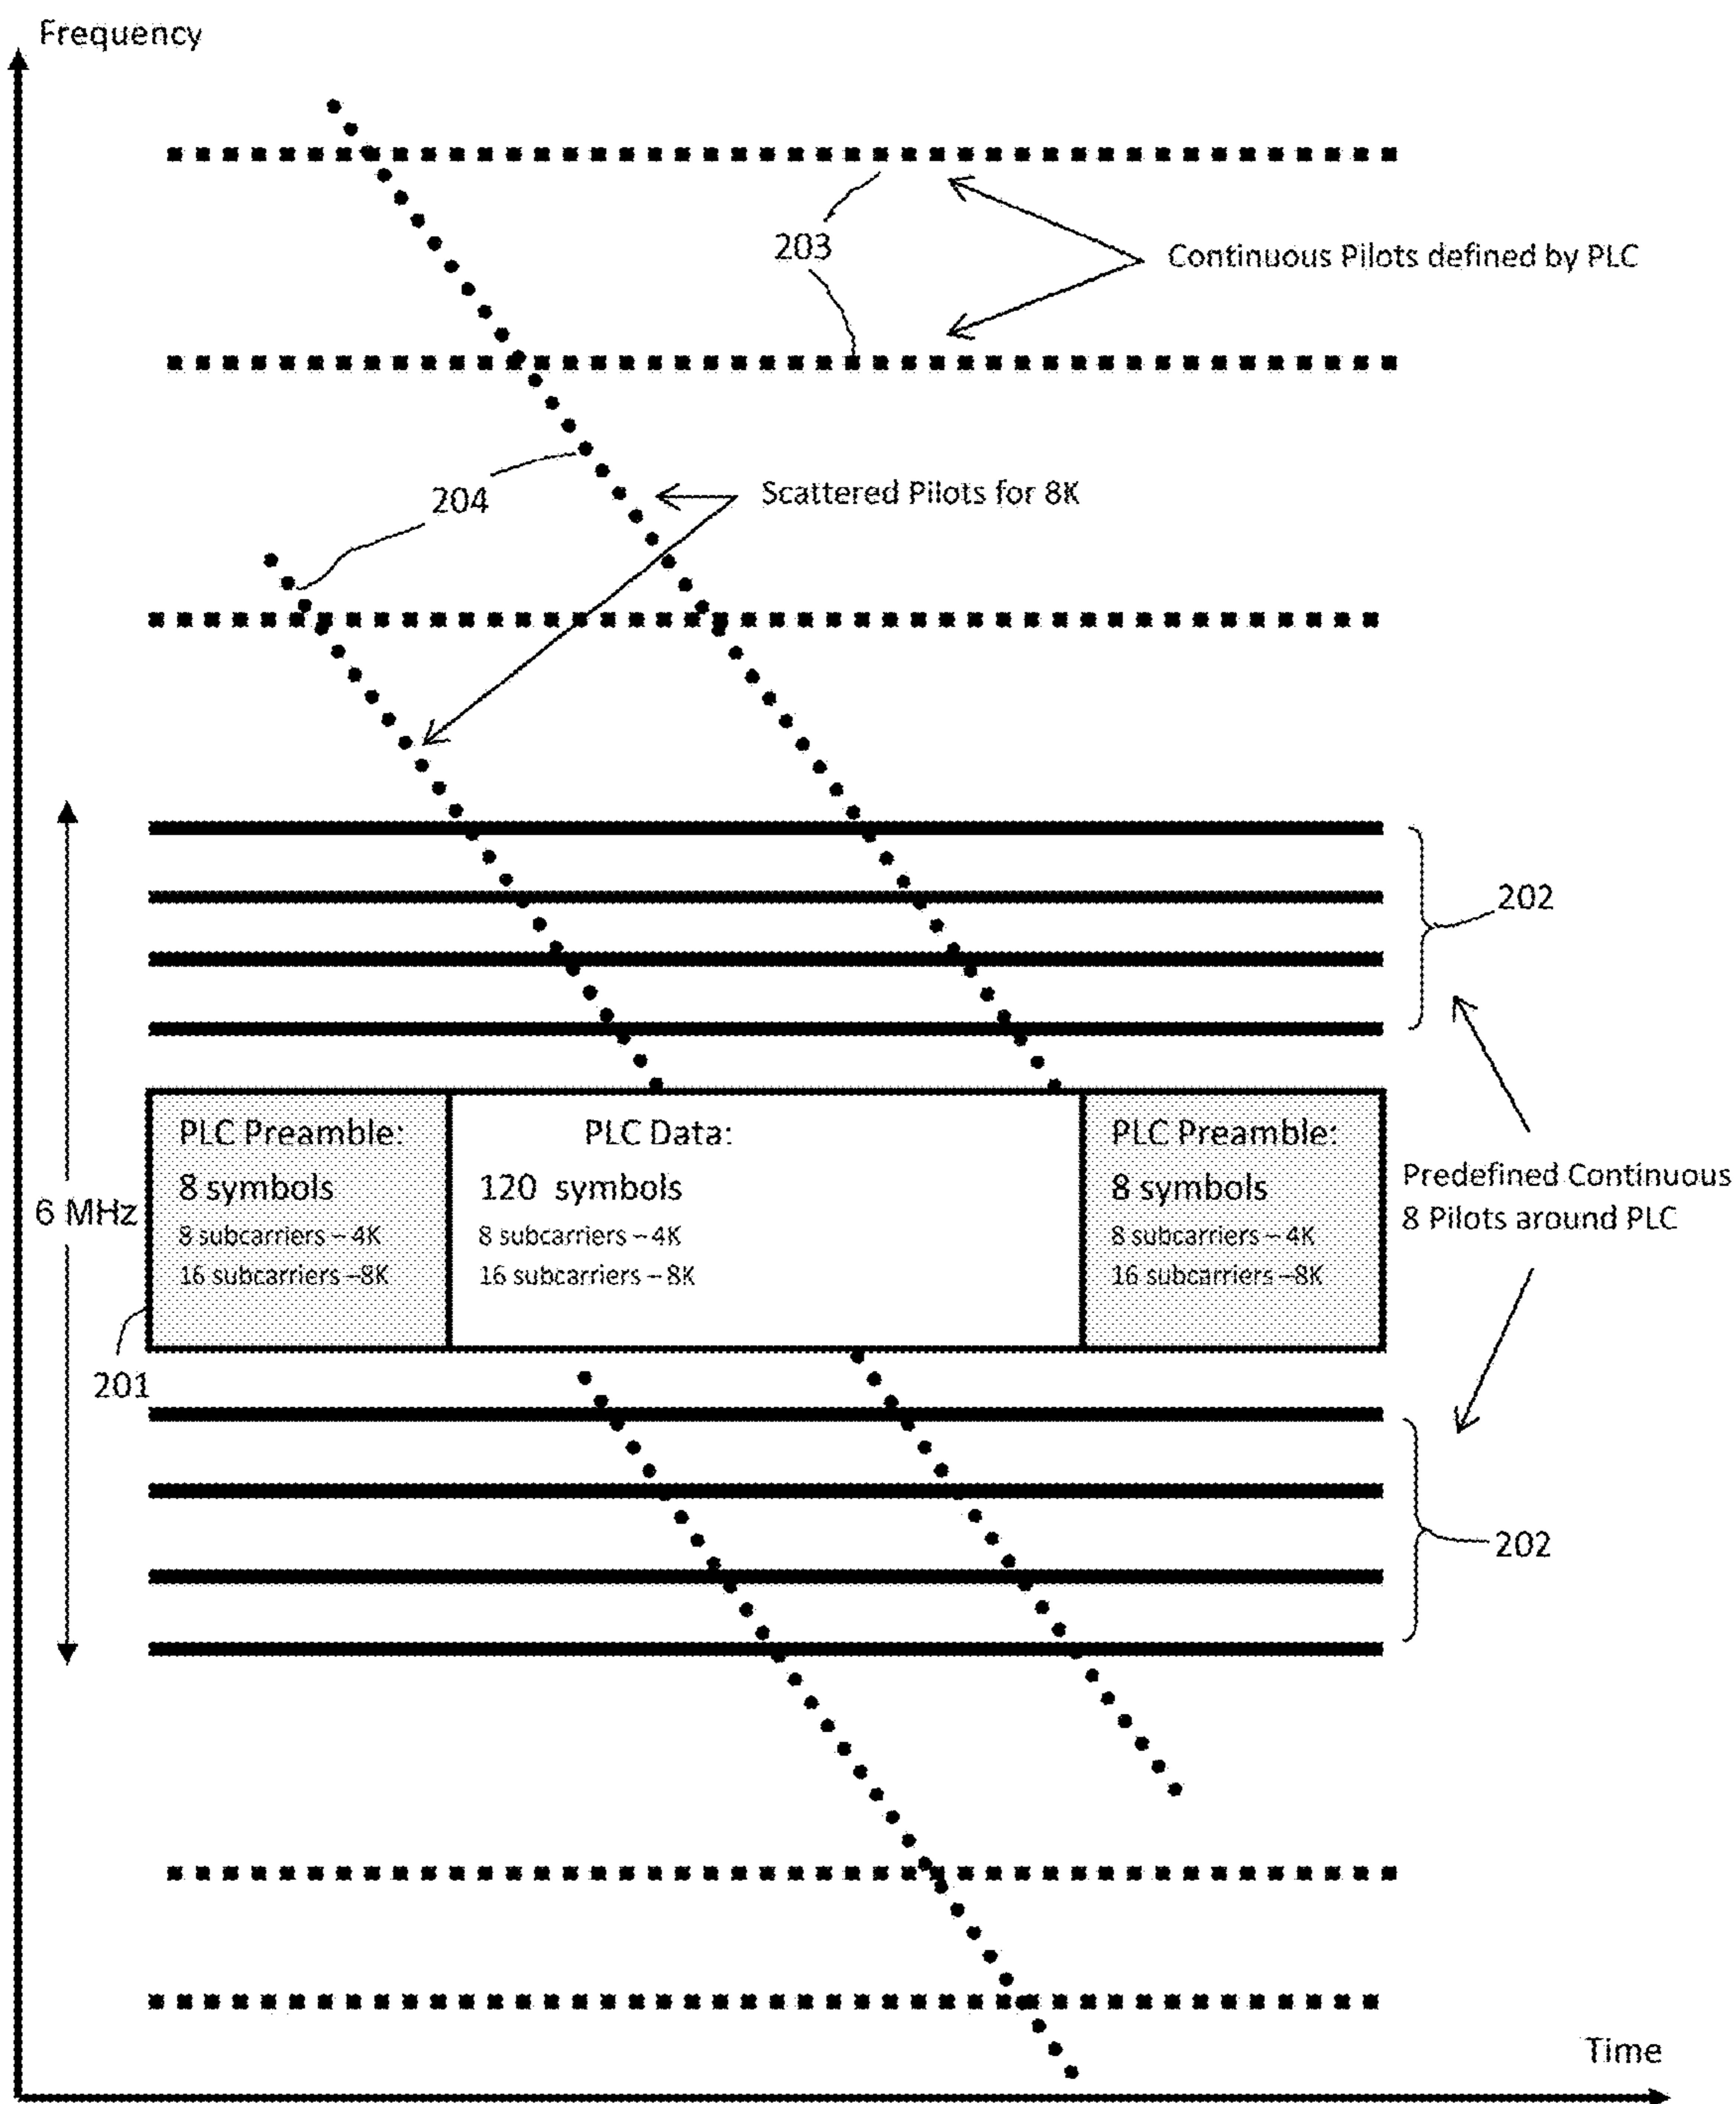 Frequency
203
Continuous Pilots defined by PLC
204
Scattered Pilots for 8K
202
PLC Preamble:
8 symbols
8 subcarriers – 4K
16 subcarriers –8K
PLC Data:
120 symbols
8 subcarriers – 4K
16 subcarriers – 8K
PLC Preamble:
8 symbols
8 subcarriers – 4K
16 subcarriers –8K
6 MHz
Predefined Continuous
8 Pilots around PLC
201
202
Time